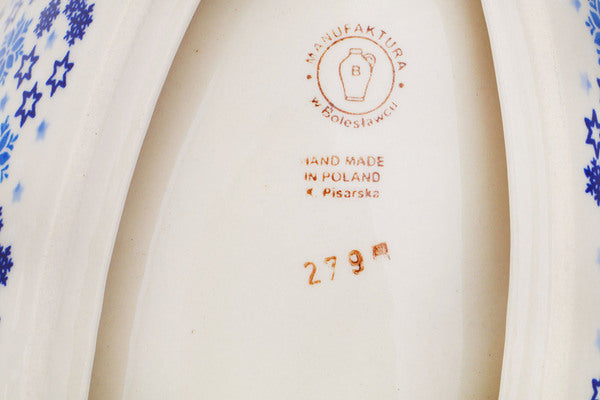 MANUFAKTURA
B
w Bolesławcu
HAND MADE
IN POLAND
Pisarska
279